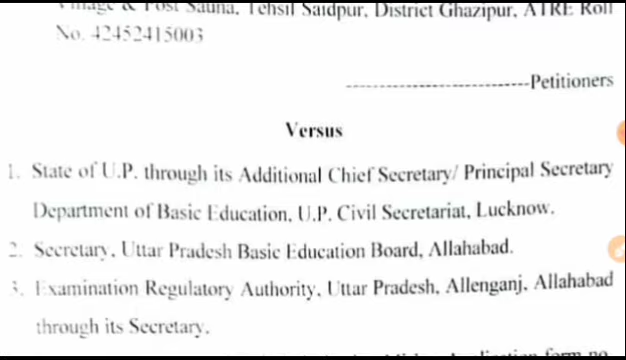 Village & Post Sauna, Tehsil Saidpur, District Ghazipur, ATRE Roll
No. 42452415003
-----------------------------Petitioners
Versus
1. State of U.P. through its Additional Chief Secretary/ Principal Secretary
Department of Basic Education, U.P. Civil Secretariat, Lucknow.
2. Secretary, Uttar Pradesh Basic Education Board, Allahabad.
3. Examination Regulatory Authority, Uttar Pradesh, Allenganj, Allahabad
through its Secretary.
form no